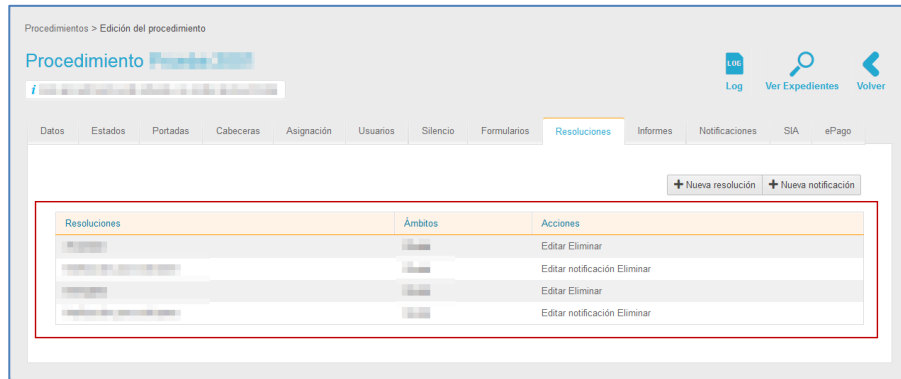 Procedimientos > Edición del procedimiento
Procedimiento
LOG
Log
Ver Expedientes
Volver
i
Datos Estados Portadas Cabeceras Asignación Usuarios Silencio Formularios Resoluciones Informes Notificaciones SIA ePago
+ Nueva resolución + Nueva notificación
Resoluciones Ámbitos Acciones
Editar Eliminar
Editar notificación Eliminar
Editar Eliminar
Editar notificación Eliminar